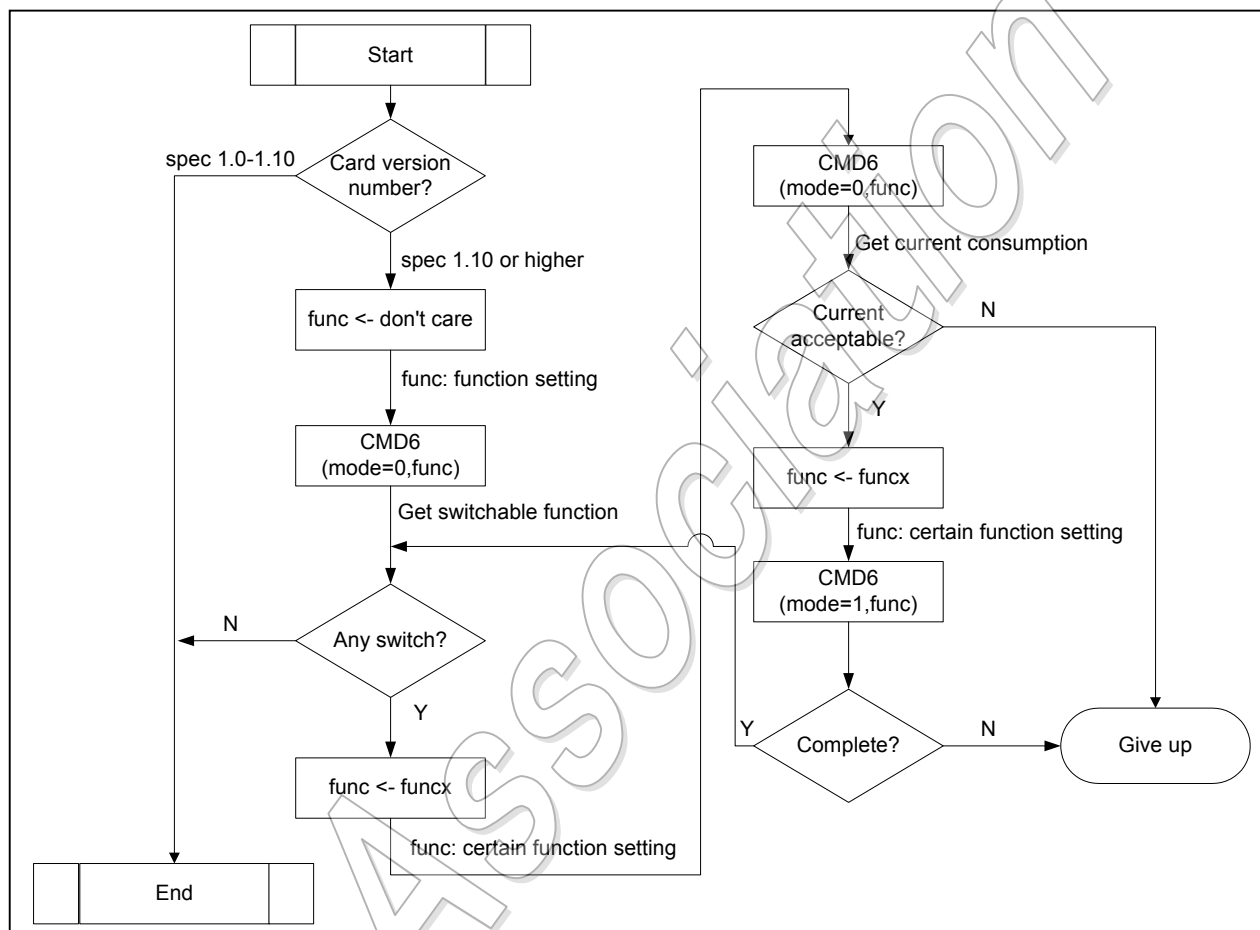 Start
spec 1.0-1.10
Card version
number?
spec 1.10 or higher
func <- don't care
func: function setting
CMD6
(mode=0,func)
Get switchable function
Any switch?
N
Y
func <- funcx
func: certain function setting
End
CMD6
(mode=0,func)
Get current consumption
Current
acceptable?
N
Y
func <- funcx
func: certain function setting
CMD6
(mode=1,func)
Complete?
Y
N
Give up
Association